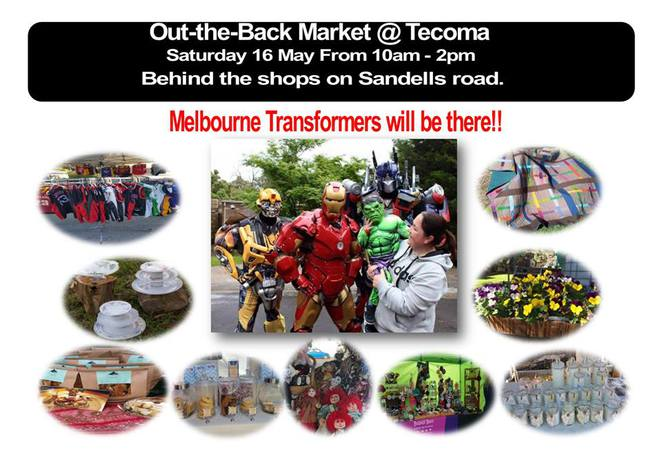 Out-the-Back Market @ Tecoma
Saturday 16 May From 10am - 2pm
Behind the shops on Sandells road.
Melbourne Transformers will be there!!